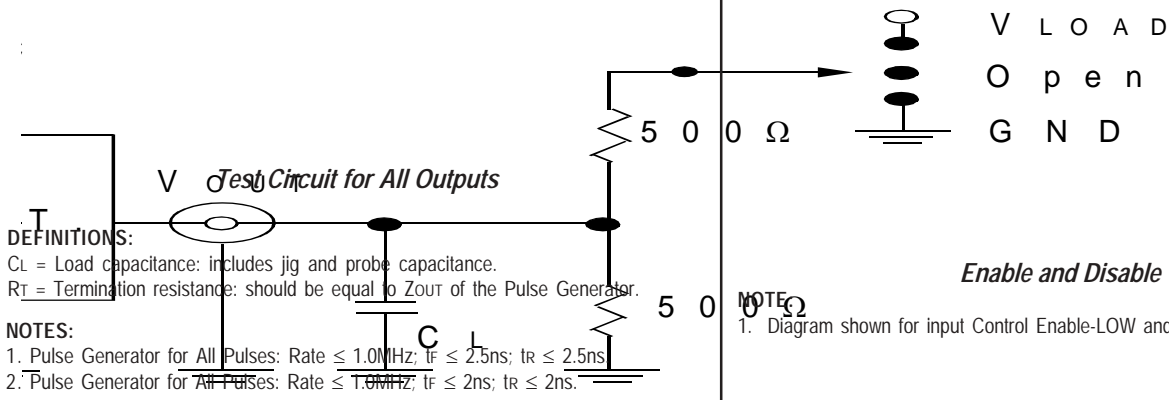 VLOAD
Open
GND
500Ω
VOUT
Test Circuit for All Outputs
T.
DEFINITIONS:
CL = Load capacitance: includes jig and probe capacitance.
RT = Termination resistance: should be equal to ZOUT of the Pulse Generator.
500Ω
CL
NOTES:
1. Pulse Generator for All Pulses: Rate ≤ 1.0MHz; tF ≤ 2.5ns; tR ≤ 2.5ns.
2. Pulse Generator for All Pulses: Rate ≤ 1.0MHz; tF ≤ 2ns; tR ≤ 2ns.
Enable and Disable
NOTE:
1. Diagram shown for input Control Enable-LOW and